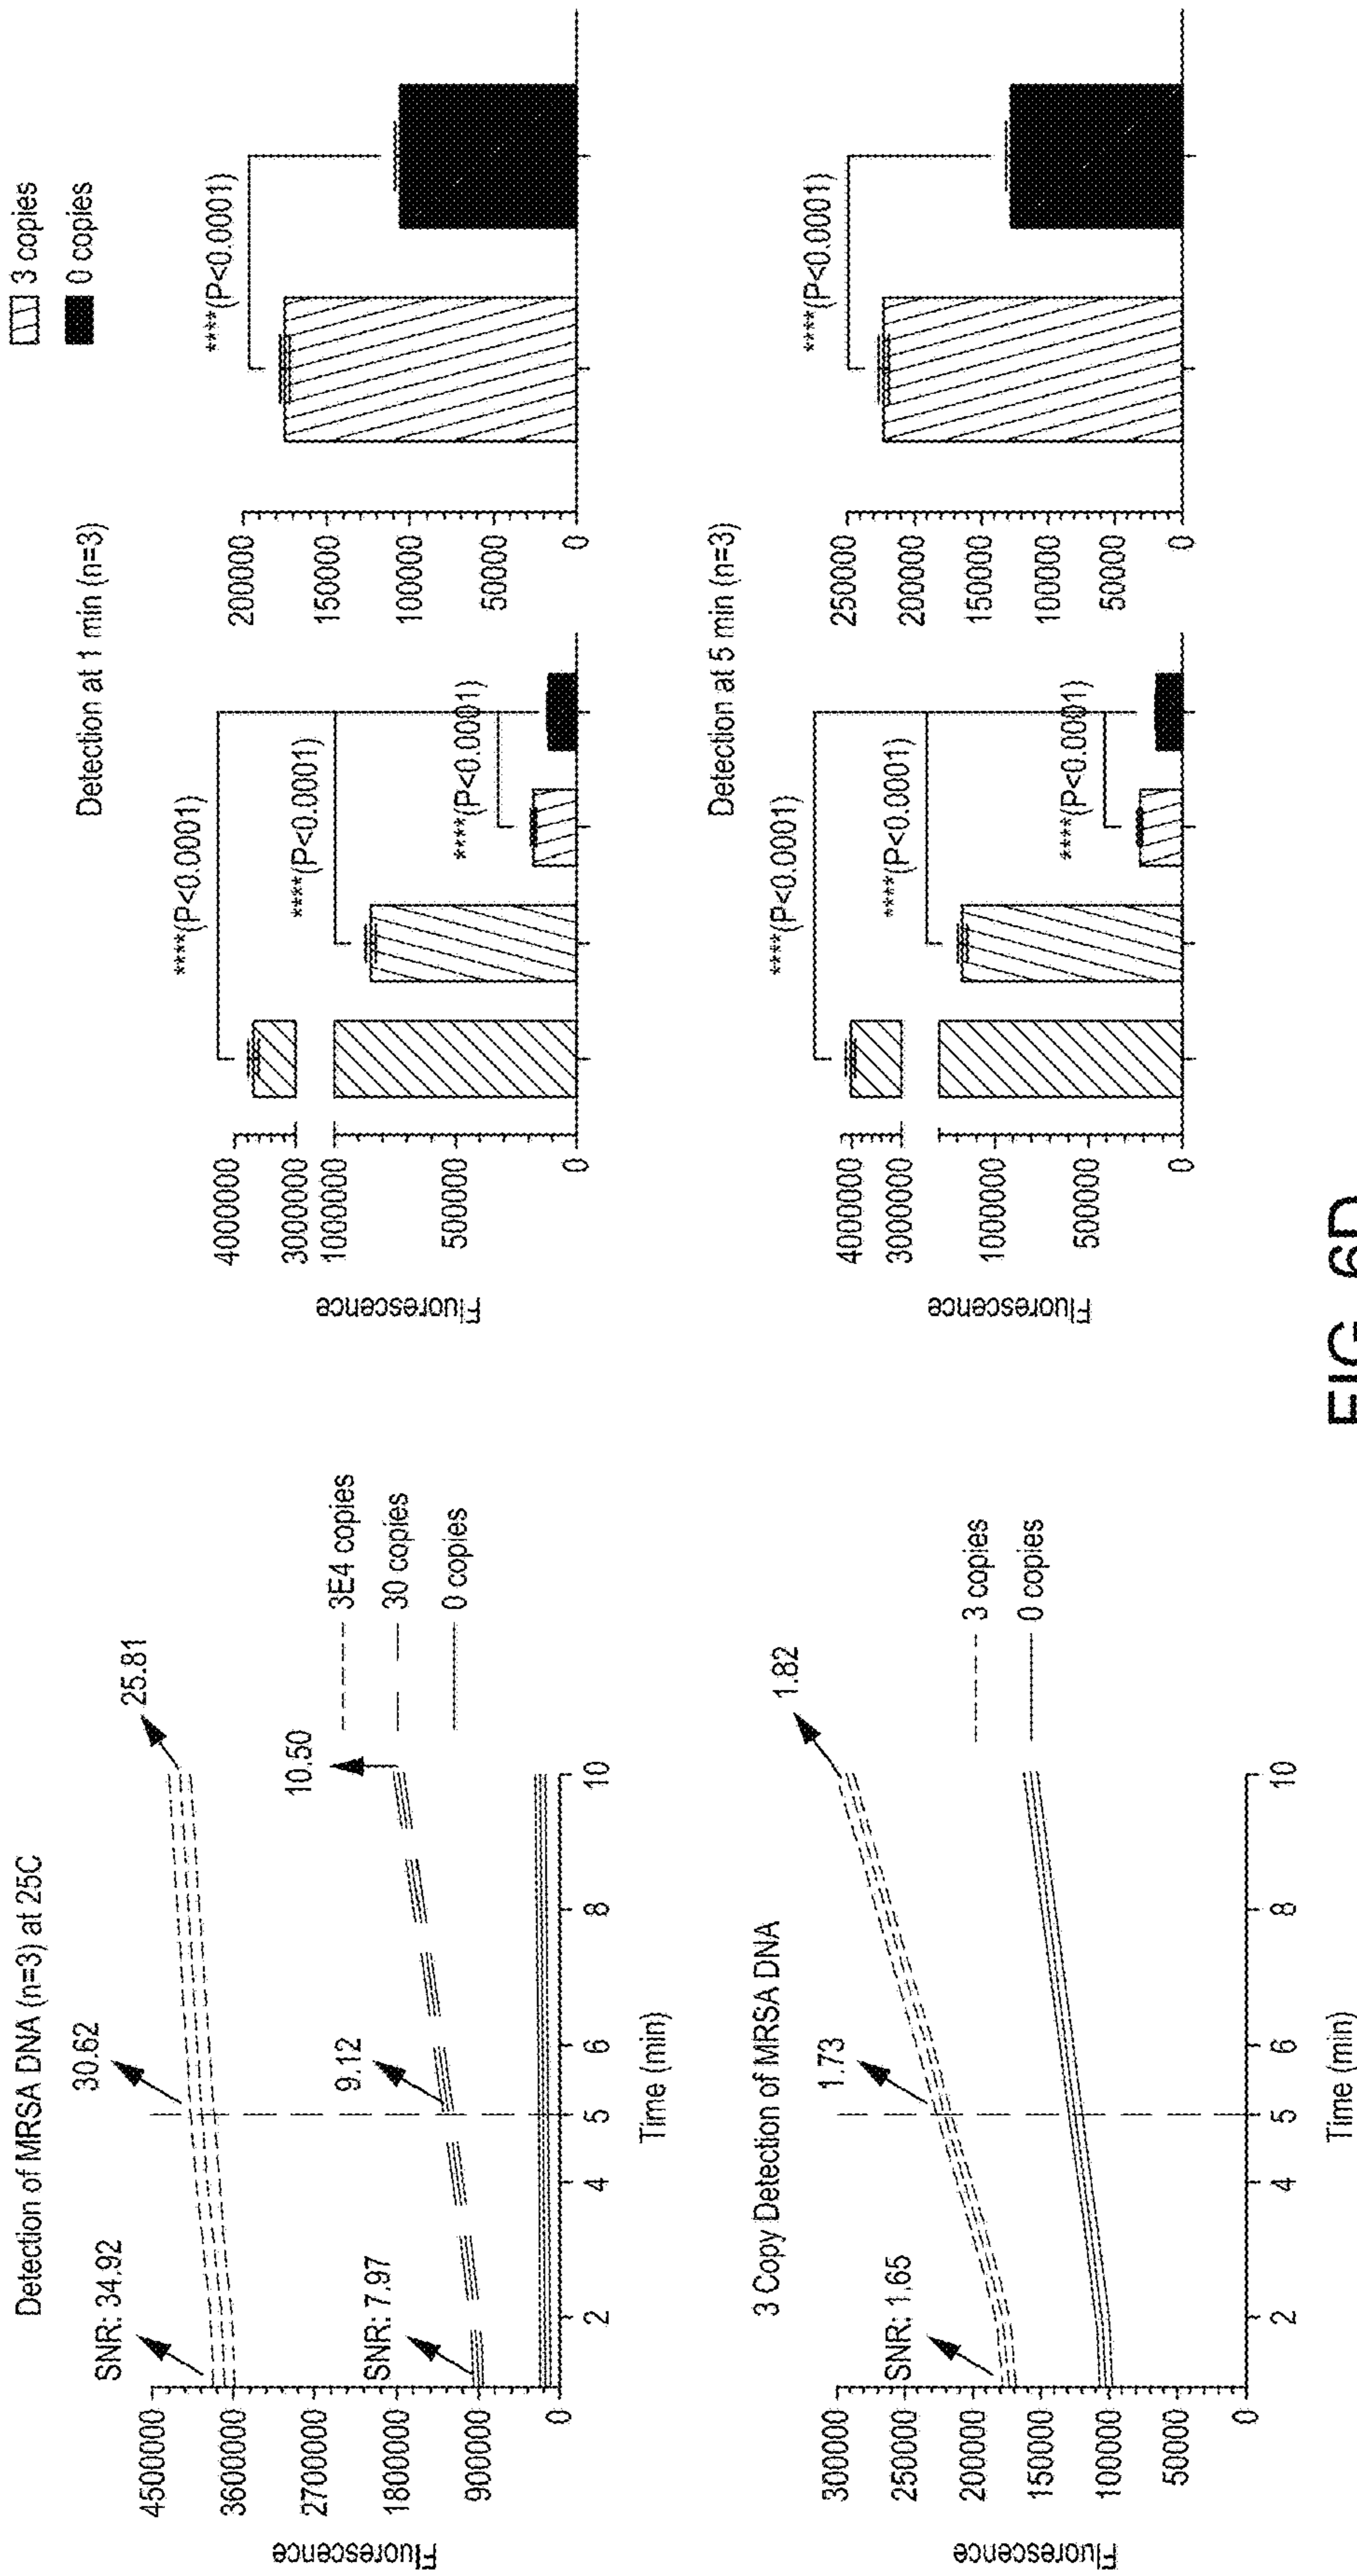 Detection of MRSA DNA (n=3) at 25C
Fluorescence
4500000
3600000
2700000
1800000
900000
0
SNR: 34.92
30.62
25.81
SNR: 7.97
9.12
10.50
2
4
5
6
8
10
Time (min)
3E4 copies
30 copies
0 copies
3 Copy Detection of MRSA DNA
Fluorescence
300000
250000
200000
150000
100000
50000
0
SNR: 1.65
1.73
1.82
2
4
5
6
8
10
Time (min)
3 copies
0 copies
3 copies
0 copies
Detection at 1 min (n=3)
Fluorescence
4000000
3000000
1000000
500000
0
****(P<0.0001)
****(P<0.0001)
****(P<0.0001)
200000
150000
100000
50000
0
****(P<0.0001)
Detection at 5 min (n=3)
Fluorescence
4000000
3000000
1000000
500000
0
****(P<0.0001)
****(P<0.0001)
****(P<0.0001)
250000
200000
150000
100000
50000
0
****(P<0.0001)
FIG. 6D